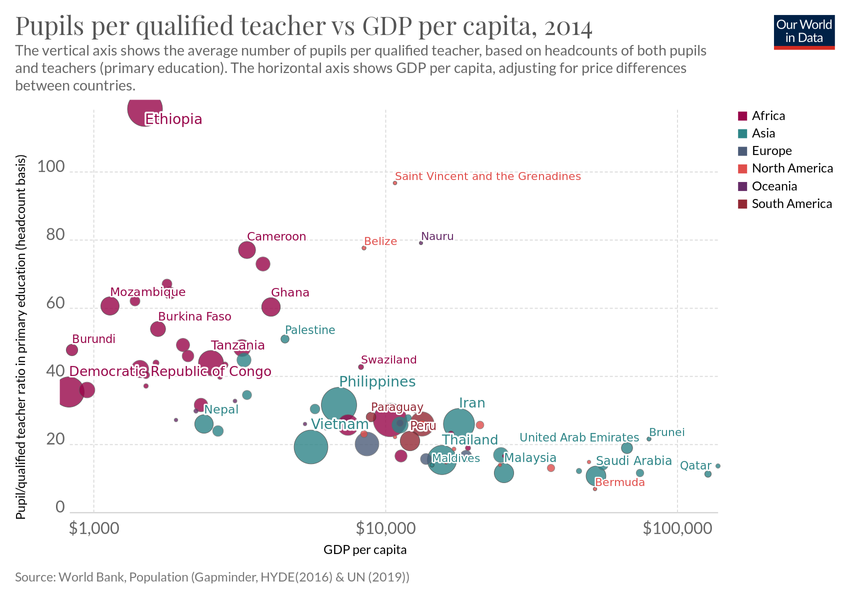 Pupils per qualified teacher vs GDP per capita, 2014
Our World
in Data
The vertical axis shows the average number of pupils per qualified teacher, based on headcounts of both pupils
and teachers (primary education). The horizontal axis shows GDP per capita, adjusting for price differences
between countries.
Africa
Asia
Europe
North America
Oceania
South America
Pupil/qualified teacher ratio in primary education (headcount basis)
100
80
60
40
20
0
Ethiopia
Saint Vincent and the Grenadines
Cameroon
Belize
Nauru
Mozambique
Ghana
Burkina Faso
Palestine
Burundi
Tanzania
Swaziland
Democratic Republic of Congo
Philippines
Nepal
Paraguay
Iran
Vietnam
Peru
Thailand
United Arab Emirates
Brunei
Maldives
Malaysia
Saudi Arabia
Qatar
Bermuda
$1,000
$10,000
$100,000
GDP per capita
Source: World Bank, Population (Gapminder, HYDE(2016) & UN (2019))